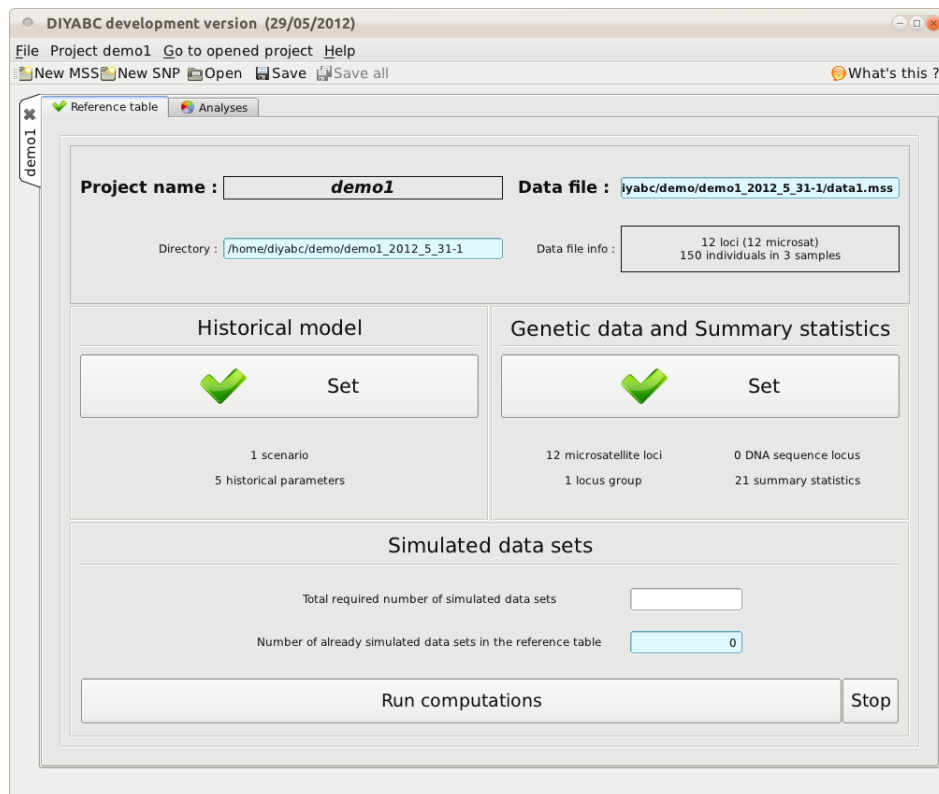 DIYABC development version (29/05/2012)
File Project demo1 Go to opened project Help
New MSS New SNP Open Save Save all What's this ?
demo1
Reference table Analyses
Project name : demo1 Data file : iyabc/demo/demo1_2012_5_31-1/data1.mss
Directory : /home/diyabc/demo/demo1_2012_5_31-1 Data file info : 12 loci (12 microsat)
150 individuals in 3 samples
Historical model
Set
1 scenario
5 historical parameters
Genetic data and Summary statistics
Set
12 microsatellite loci 0 DNA sequence locus
1 locus group 21 summary statistics
Simulated data sets
Total required number of simulated data sets
Number of already simulated data sets in the reference table 0
Run computations Stop